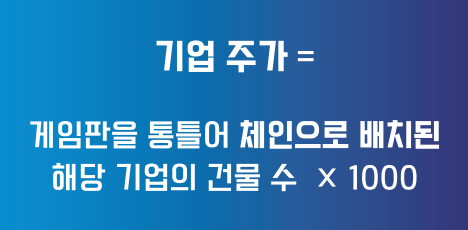 기업 주가 =
게임판을 통틀어 체인으로 배치된
해당 기업의 건물 수 × 1000